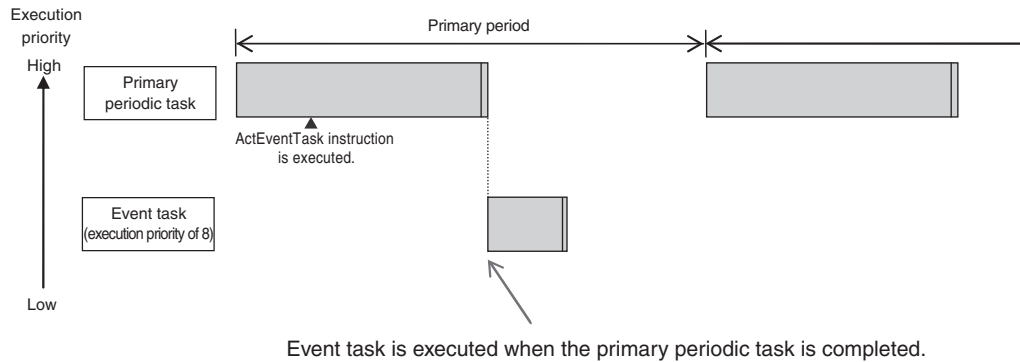 Execution
priority
High
Primary period
Primary
periodic task
ActEventTask instruction
is executed.
Event task
(execution priority of 8)
Low
Event task is executed when the primary periodic task is completed.